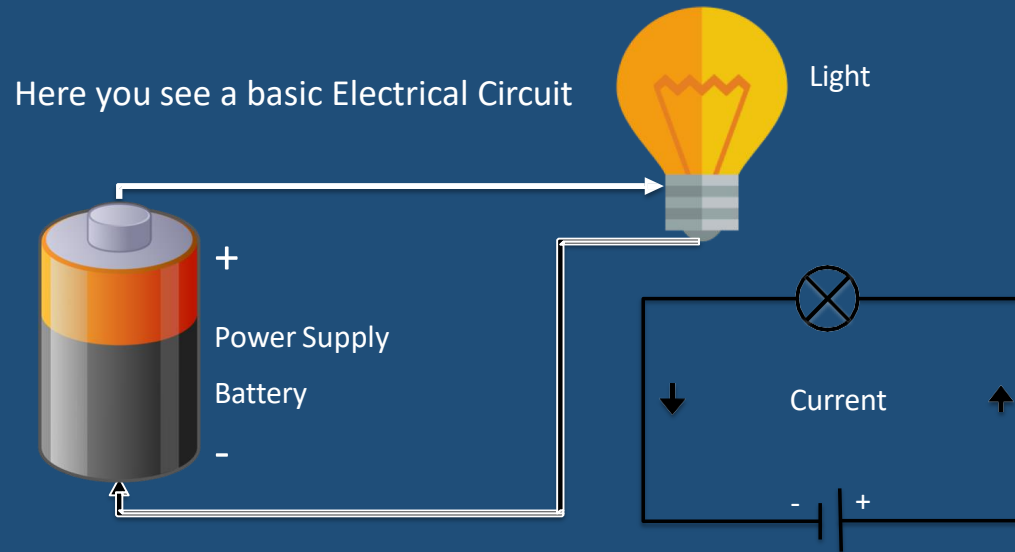 Here you see a basic Electrical Circuit
Light
+
Power Supply
Battery
-
Current
- +